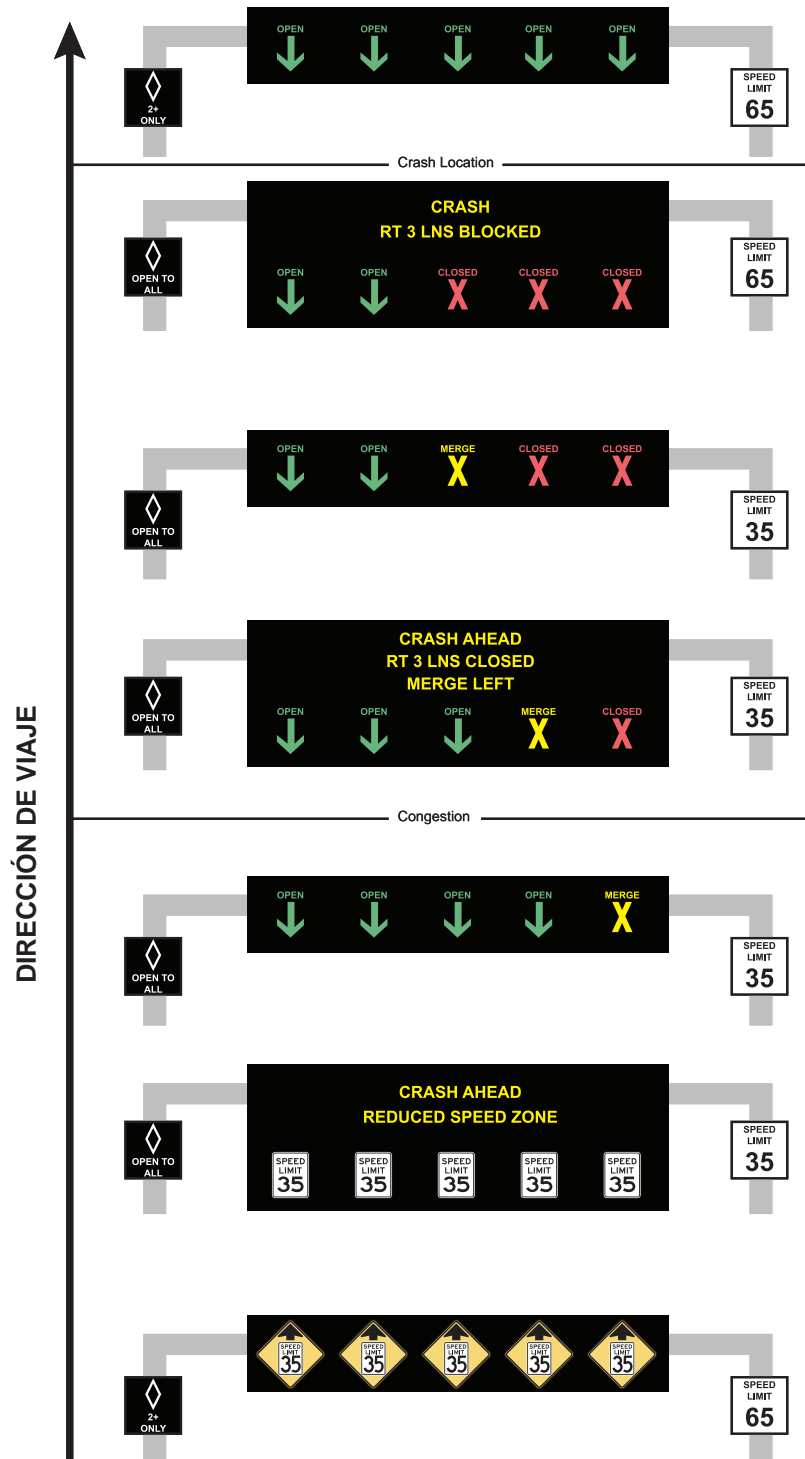 OPEN OPEN OPEN OPEN OPEN
2+
ONLY
SPEED
LIMIT
65
Crash Location
CRASH
RT 3 LNS BLOCKED
OPEN OPEN CLOSED CLOSED CLOSED
X X X
OPEN TO
ALL
SPEED
LIMIT
65
OPEN OPEN MERGE CLOSED CLOSED
X X X
OPEN TO
ALL
SPEED
LIMIT
35
CRASH AHEAD
RT 3 LNS CLOSED
MERGE LEFT
OPEN OPEN OPEN MERGE CLOSED
X X
OPEN TO
ALL
SPEED
LIMIT
35
DIRECCIÓN DE VIAJE
Congestion
OPEN OPEN OPEN OPEN MERGE
X
OPEN TO
ALL
SPEED
LIMIT
35
CRASH AHEAD
REDUCED SPEED ZONE
SPEED SPEED SPEED SPEED SPEED
LIMIT LIMIT LIMIT LIMIT LIMIT
35 35 35 35 35
OPEN TO
ALL
SPEED
LIMIT
35
SPEED SPEED SPEED SPEED SPEED
LIMIT LIMIT LIMIT LIMIT LIMIT
35 35 35 35 35
2+
ONLY
SPEED
LIMIT
65